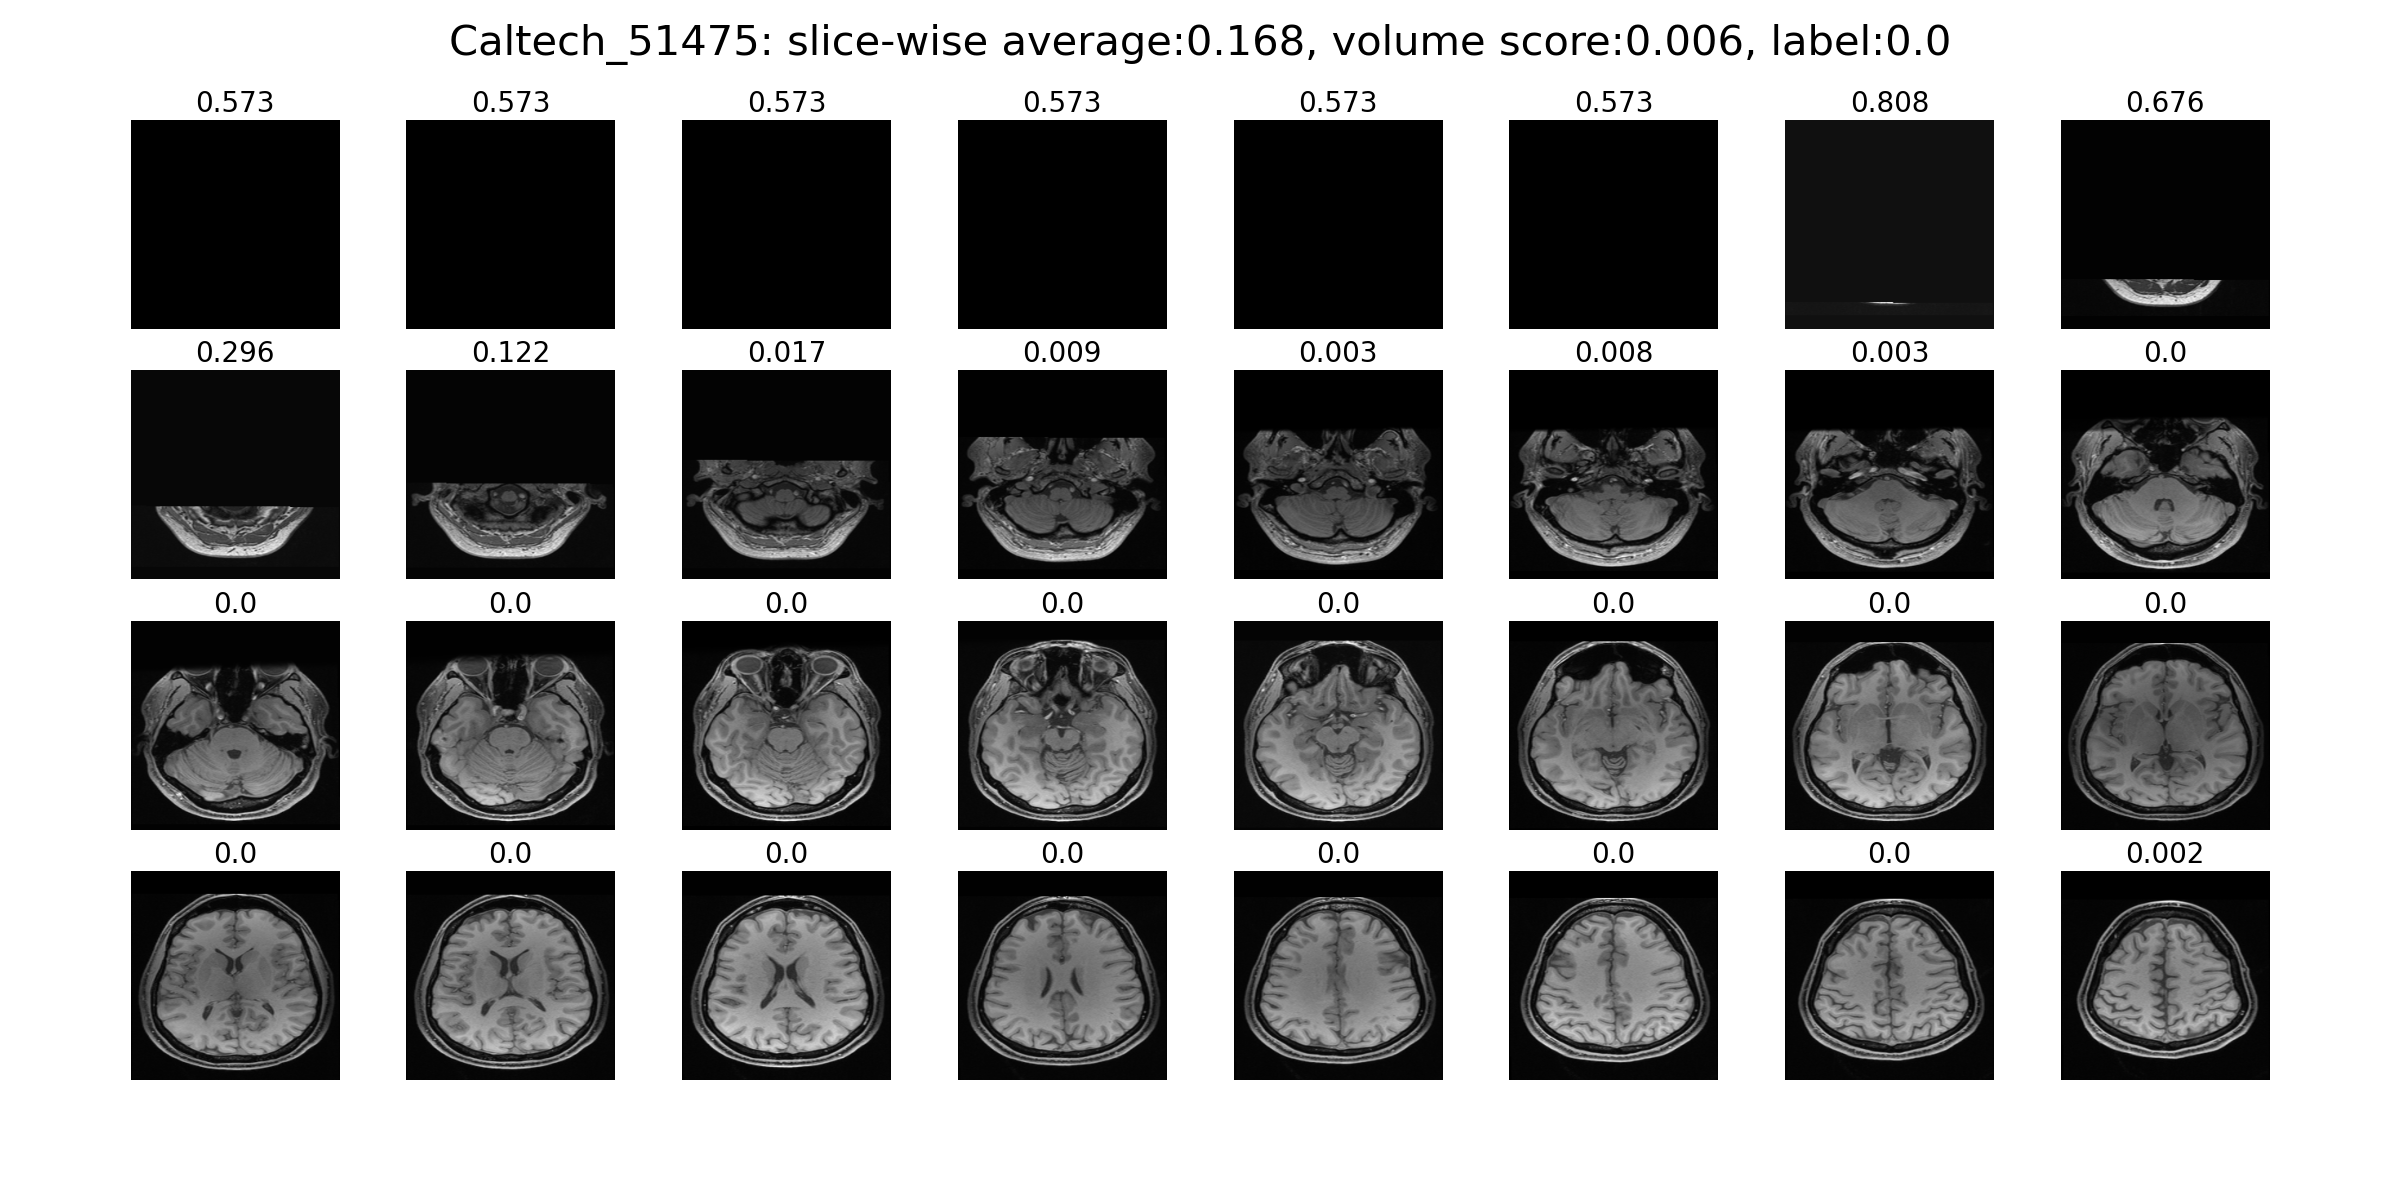 Caltech_51475: slice-wise average:0.168, volume score:0.006, label:0.0
0.573 0.573 0.573 0.573 0.573 0.573 0.808 0.676
0.296 0.122 0.017 0.009 0.003 0.008 0.003 0.0
0.0 0.0 0.0 0.0 0.0 0.0 0.0 0.0
0.0 0.0 0.0 0.0 0.0 0.0 0.0 0.002